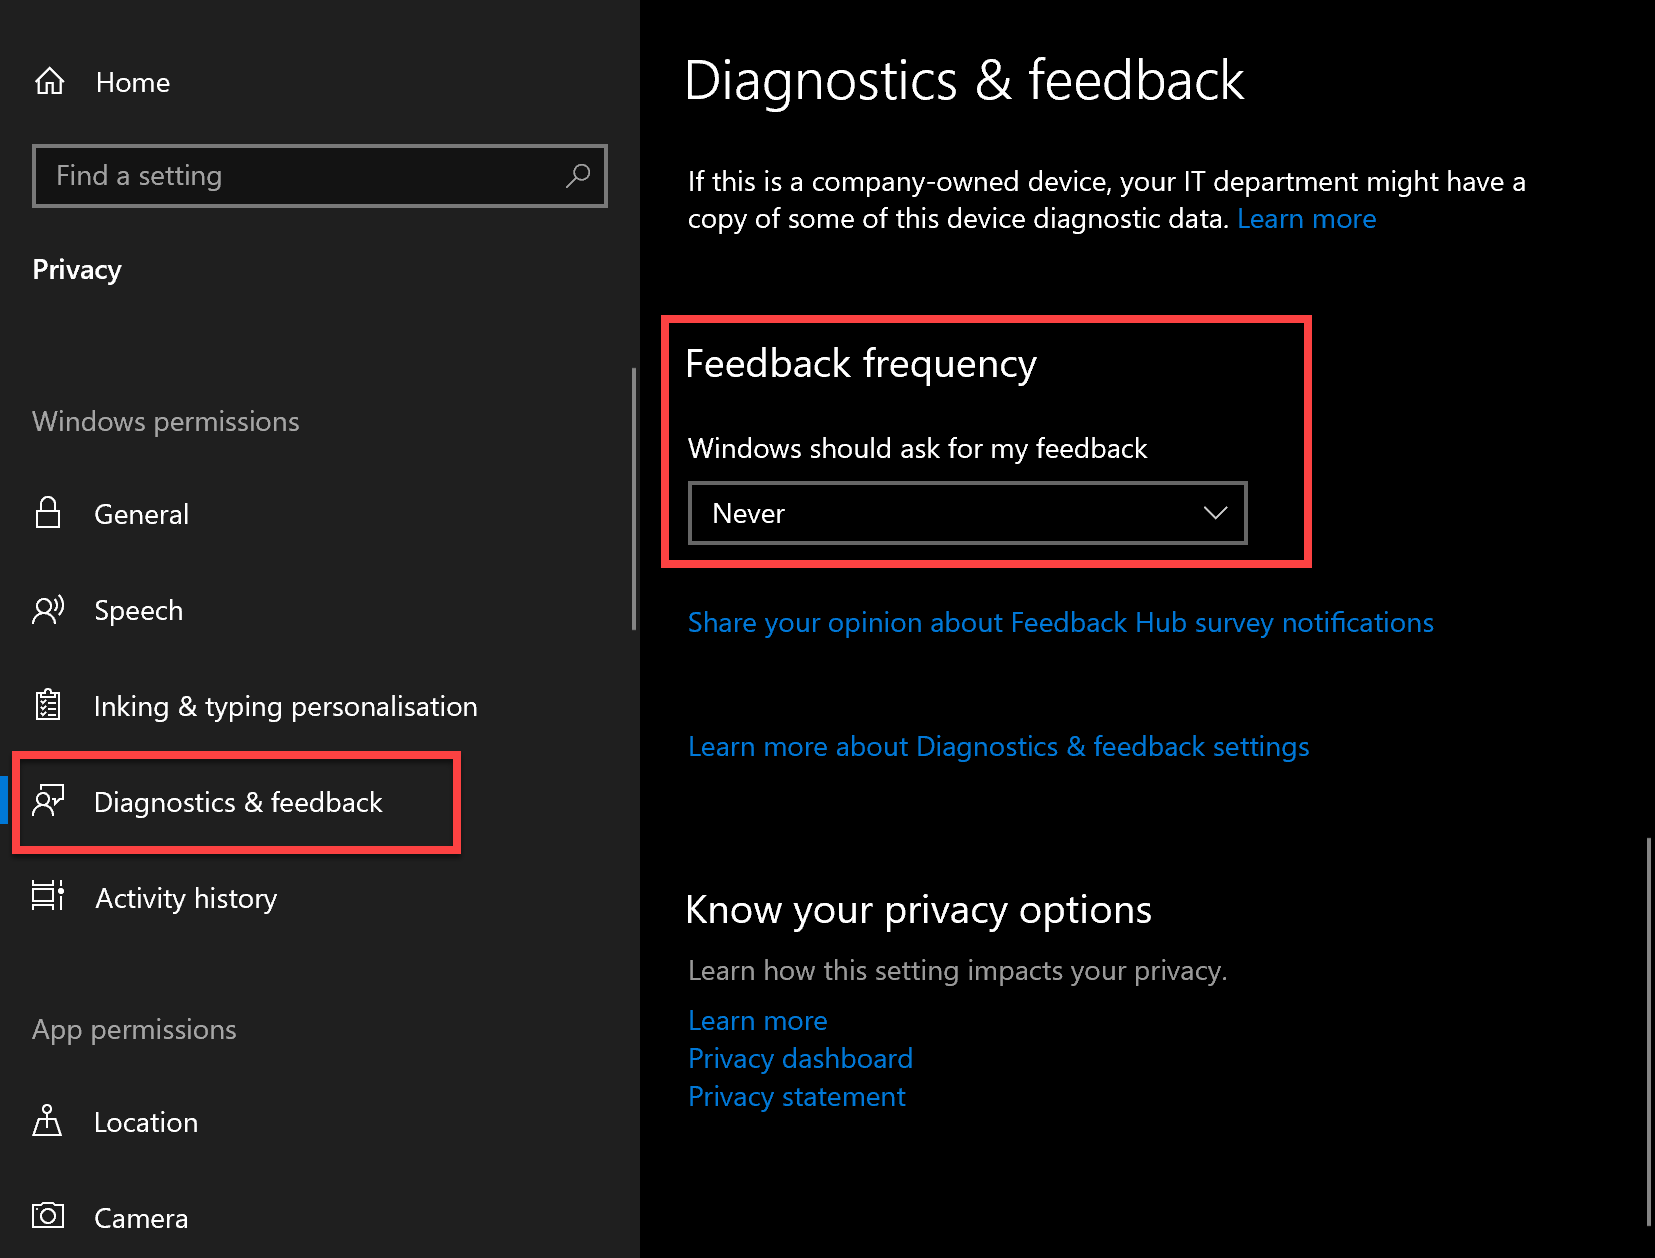 Home
Find a setting
Privacy
Windows permissions
General
Speech
Inking & typing personalisation
Diagnostics & feedback
Activity history
App permissions
Location
Camera
Diagnostics & feedback
If this is a company-owned device, your IT department might have a
copy of some of this device diagnostic data. Learn more
Feedback frequency
Windows should ask for my feedback
Never
Share your opinion about Feedback Hub survey notifications
Learn more about Diagnostics & feedback settings
Know your privacy options
Learn how this setting impacts your privacy.
Learn more
Privacy dashboard
Privacy statement